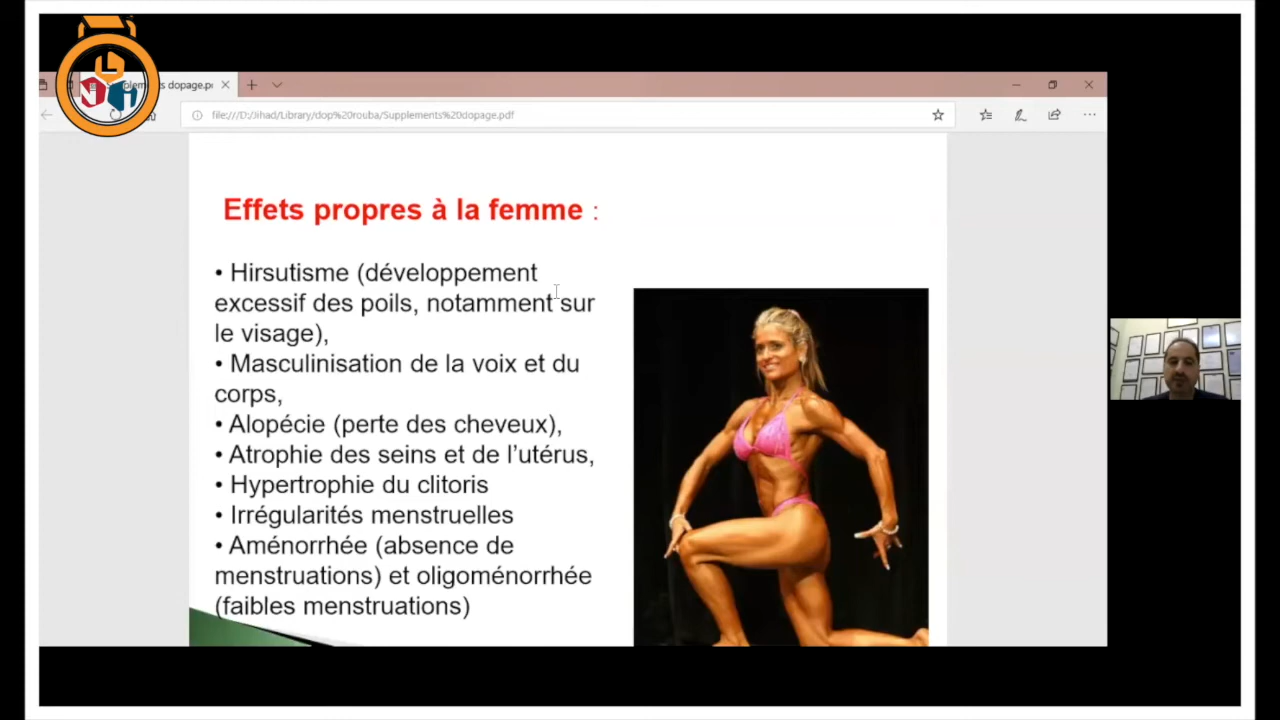 L
N i
ements dopage.p
file:///D:/Jihad/Library/dop%20rouba/Supplements%20dopage.pdf
Effets propres à la femme :
• Hirsutisme (développement
excessif des poils, notamment sur
le visage),
• Masculinisation de la voix et du
corps,
• Alopécie (perte des cheveux),
• Atrophie des seins et de l’utérus,
• Hypertrophie du clitoris
• Irrégularités menstruelles
• Aménorrhée (absence de
menstruations) et oligoménorrhée
(faibles menstruations)